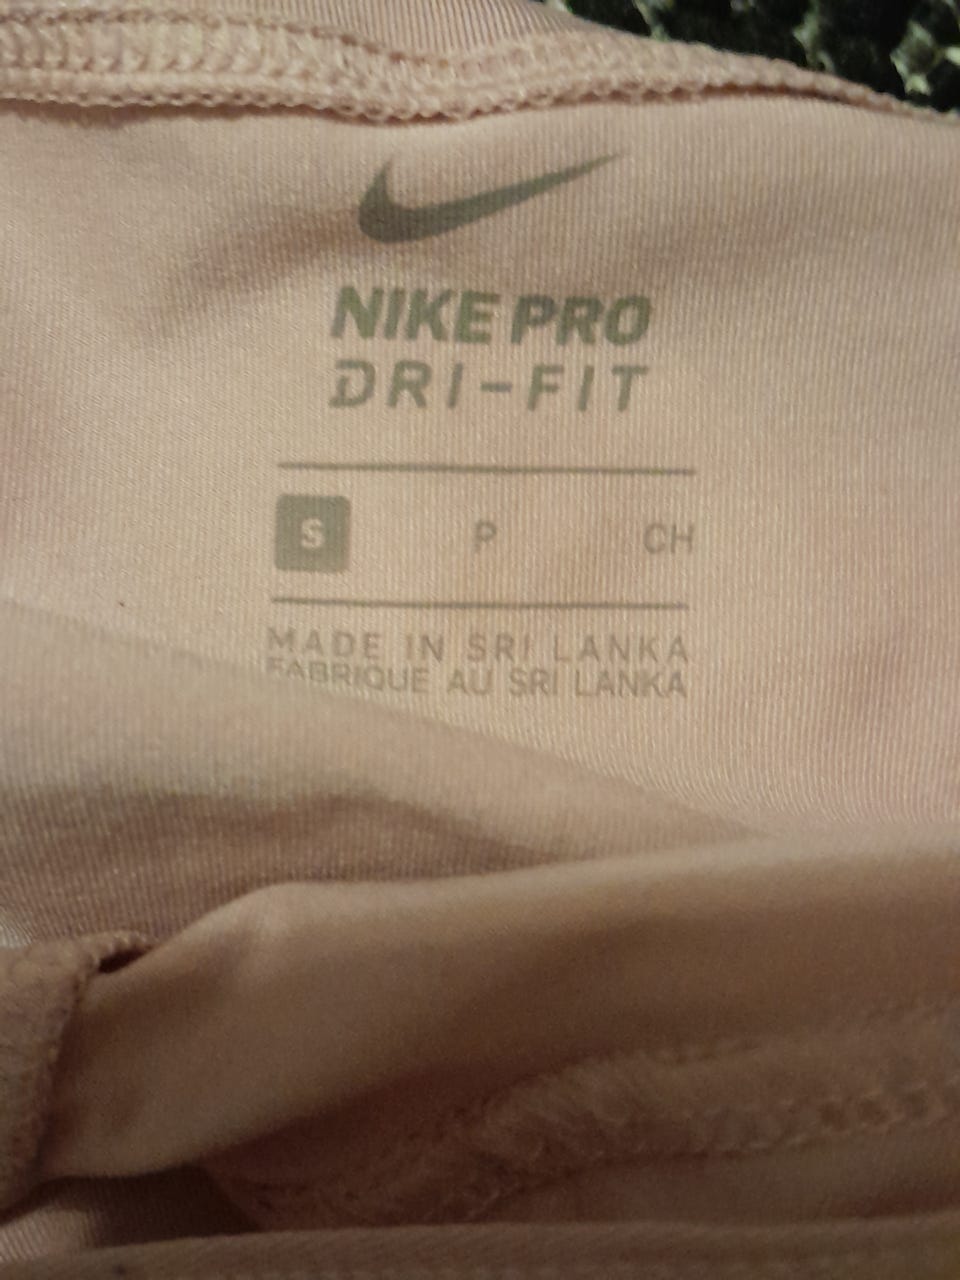 NIKE PRO
DRI-FIT
S P CH
MADE IN SRI LANKA
FABRIQUE AU SRI LANKA